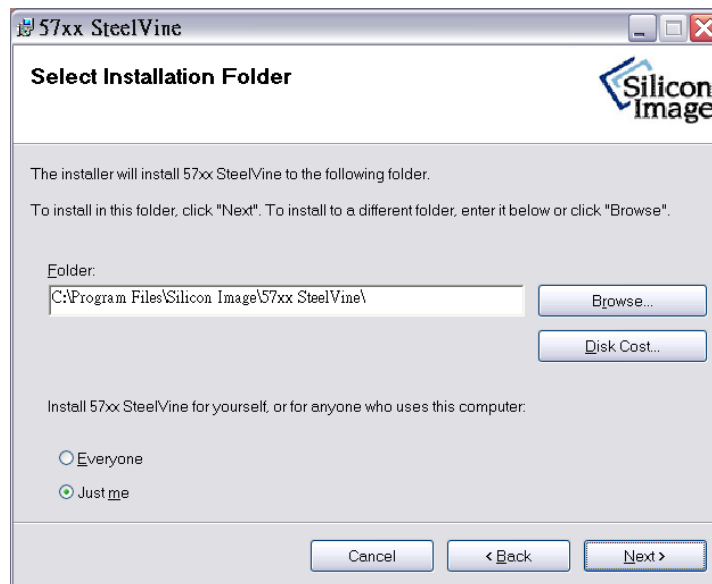 57xx SteelVine
Select Installation Folder
Silicon
Image
The installer will install 57xx SteelVine to the following folder.
To install in this folder, click "Next". To install to a different folder, enter it below or click "Browse".
Folder:
C:\Program Files\Silicon Image\57xx SteelVine\
Browse...
Disk Cost...
Install 57xx SteelVine for yourself, or for anyone who uses this computer:
Everyone
Just me
Cancel
< Back
Next >